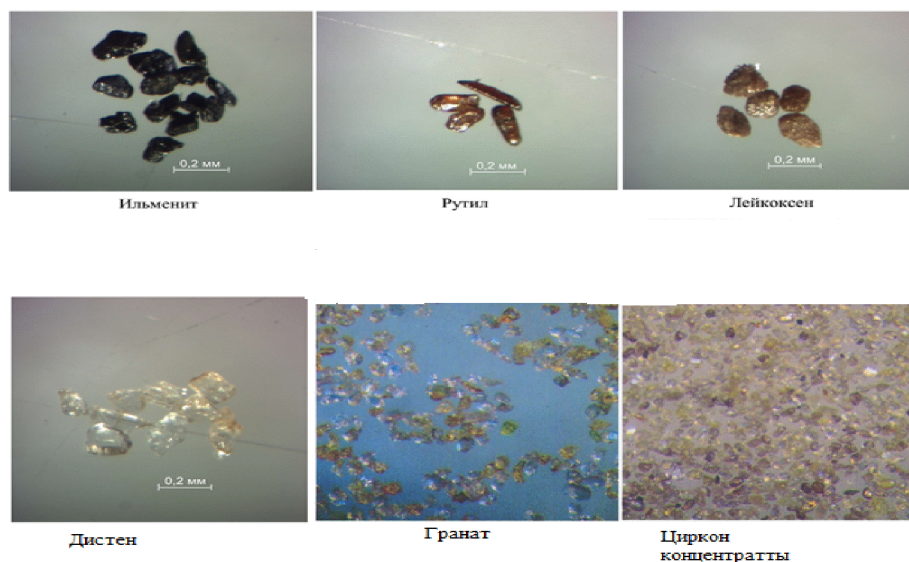 0,2 мм
0,2 мм
0,2 мм
Ильменит
Рутил
Лейкоксен
0,2 мм
Дистен
Гранат
Циркон
концентратты